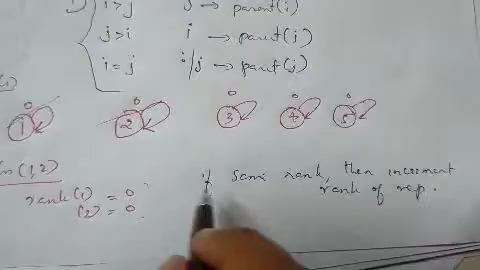 1) i > j j → parent(i)
j > i i → parent(j)
i = j i/j → parent(j)
0 0 0 0 0
1 2 3 4 5
(1,2)
rank(1) = 0
(2) = 0
if same rank, then increment
rank of rep.